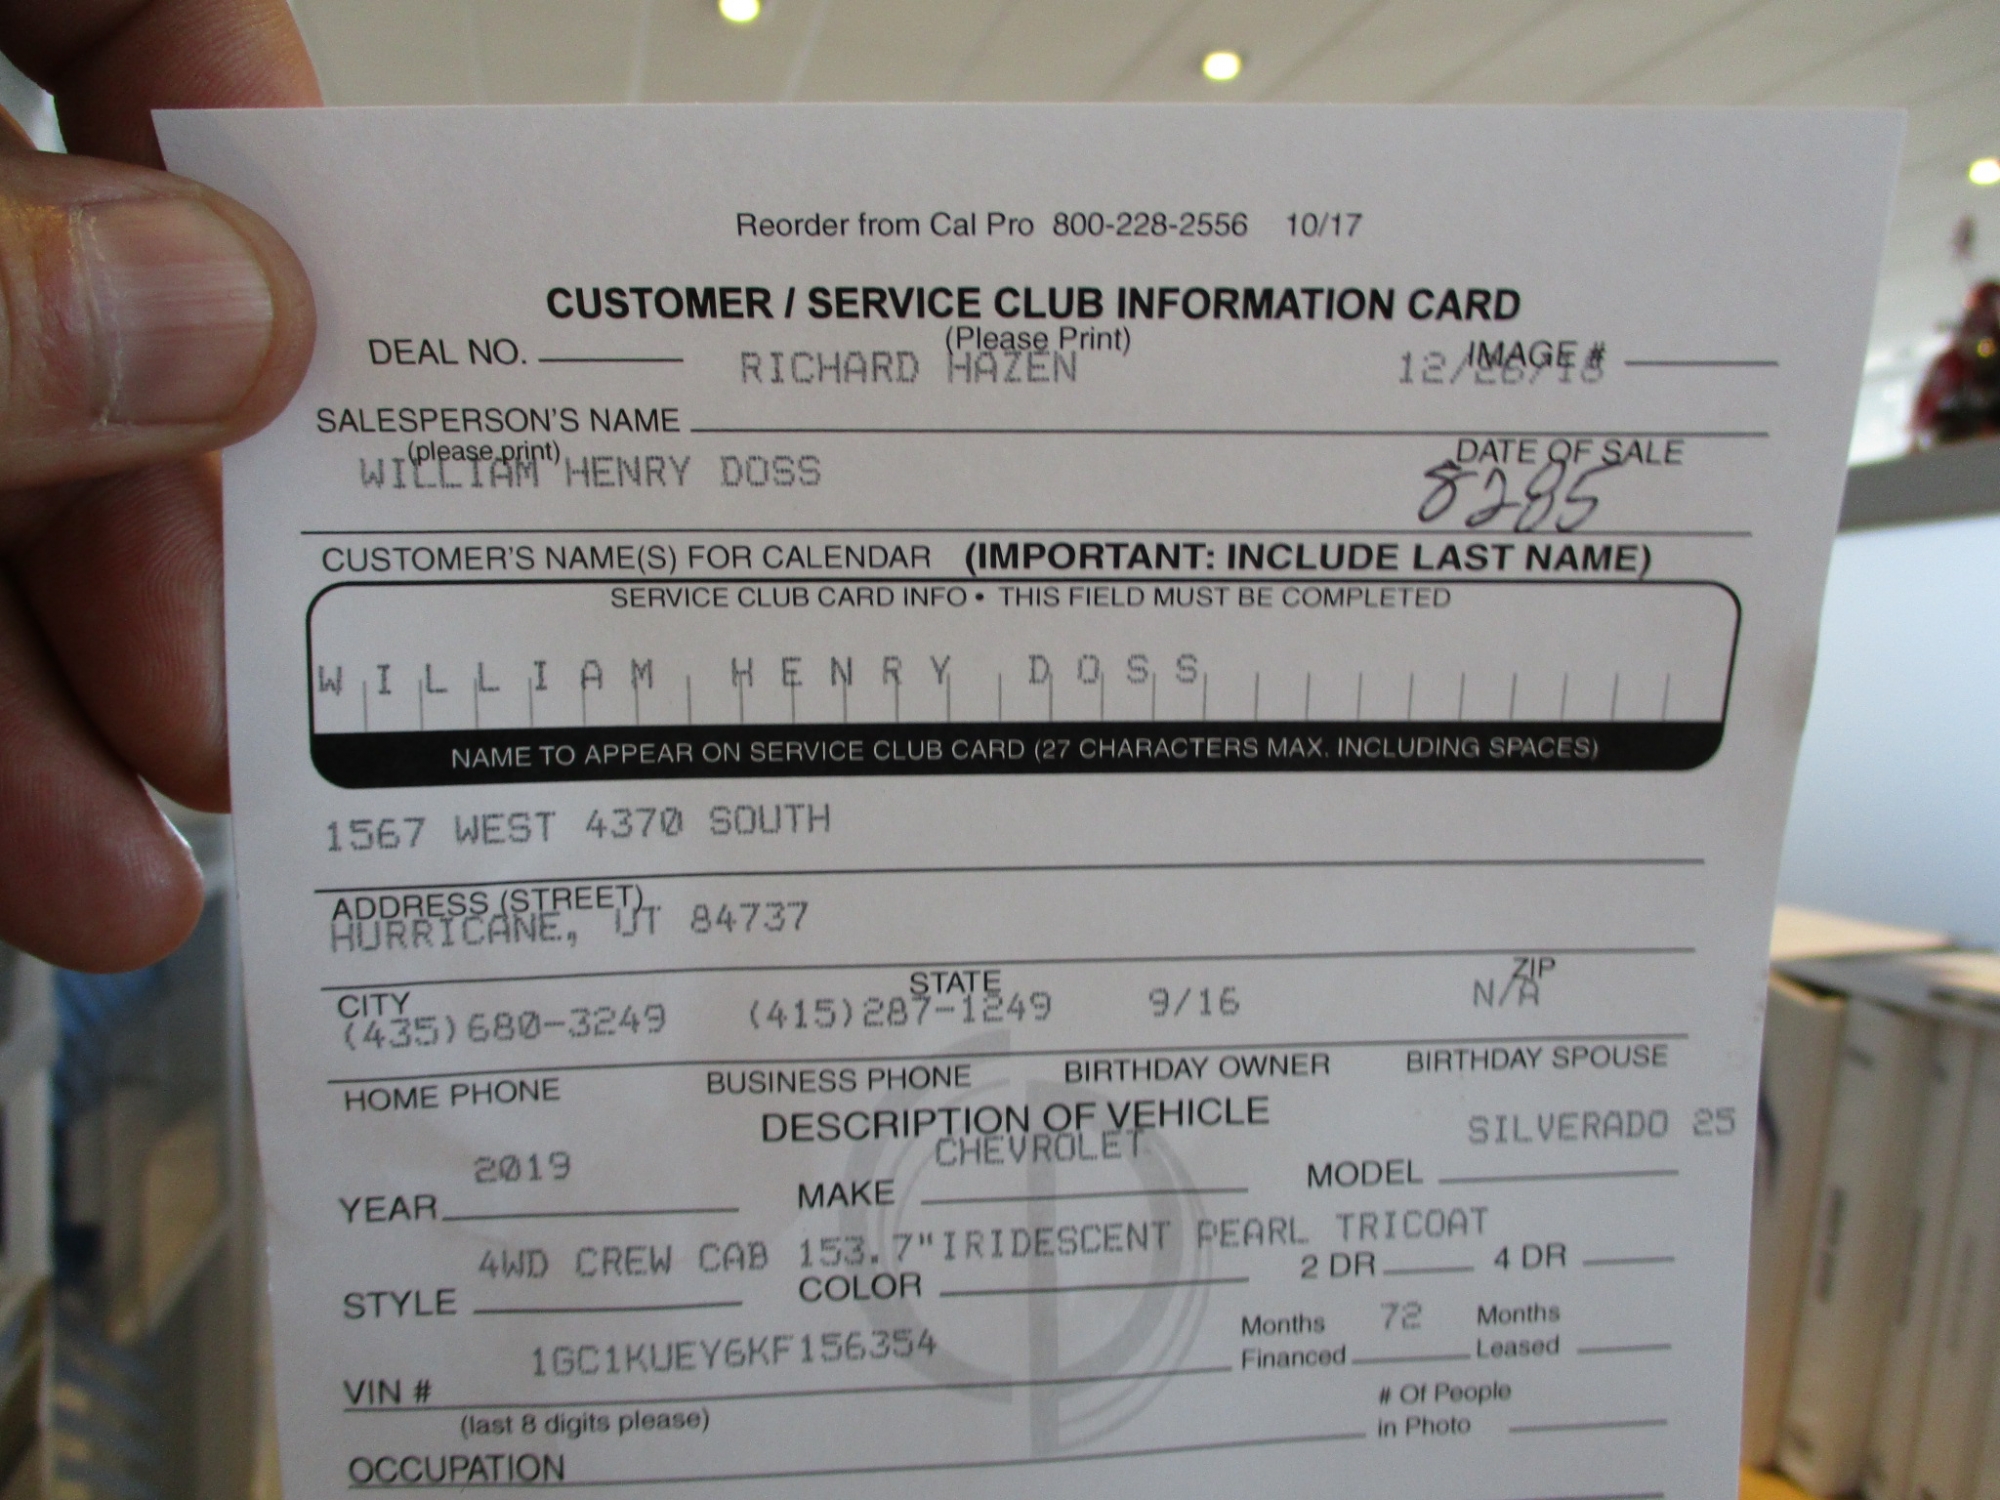 Reorder from Cal Pro 800-228-2556 10/17
CUSTOMER / SERVICE CLUB INFORMATION CARD
(Please Print)
DEAL NO. IMAGE #
RICHARD HAZEN
SALESPERSON'S NAME
(please print) DATE OF SALE
WILLIAM HENRY DOSS 8285
CUSTOMER'S NAME(S) FOR CALENDAR (IMPORTANT: INCLUDE LAST NAME)
SERVICE CLUB CARD INFO • THIS FIELD MUST BE COMPLETED
WILLIAM HENRY DOSS
NAME TO APPEAR ON SERVICE CLUB CARD (27 CHARACTERS MAX. INCLUDING SPACES)
1567 WEST 4370 SOUTH
ADDRESS (STREET)
HURRICANE, UT 84737
CITY STATE ZIP
(435)680-3249 (415)287-1249 9/16 N/A
HOME PHONE BUSINESS PHONE BIRTHDAY OWNER BIRTHDAY SPOUSE
DESCRIPTION OF VEHICLE
2019 CHEVROLET SILVERADO 25
YEAR MAKE MODEL
4WD CREW CAB 153.7"IRIDESCENT PEARL TRICOAT
STYLE COLOR 2 DR 4 DR
1GC1KUEY6KF156354 Months Financed 72 Months Leased
VIN #
(last 8 digits please) # Of People in Photo
OCCUPATION